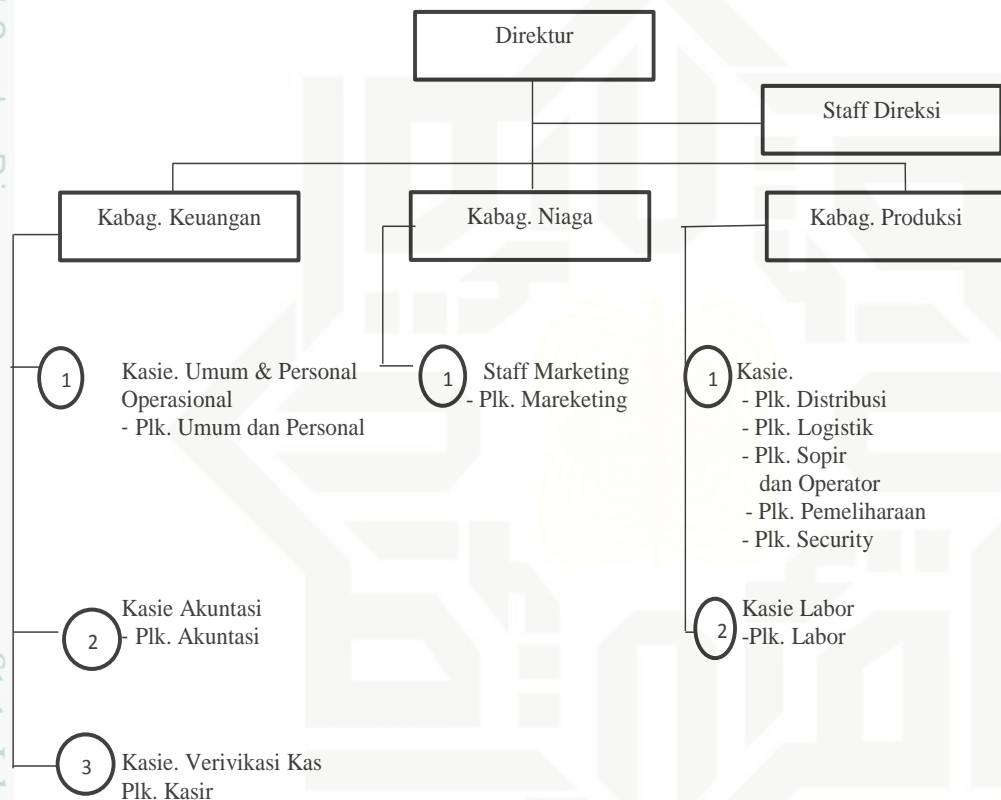 Direktur
Staff Direksi
Kabag. Keuangan
Kabag. Niaga
Kabag. Produksi
1
Kasie. Umum & Personal
Operasional
- Plk. Umum dan Personal
1
Staff Marketing
- Plk. Mareketing
1
Kasie.
- Plk. Distribusi
- Plk. Logistik
- Plk. Sopir
dan Operator
- Plk. Pemeliharaan
- Plk. Security
2
Kasie Akuntasi
- Plk. Akuntasi
2
Kasie Labor
-Plk. Labor
3
Kasie. Verivikasi Kas
Plk. Kasir